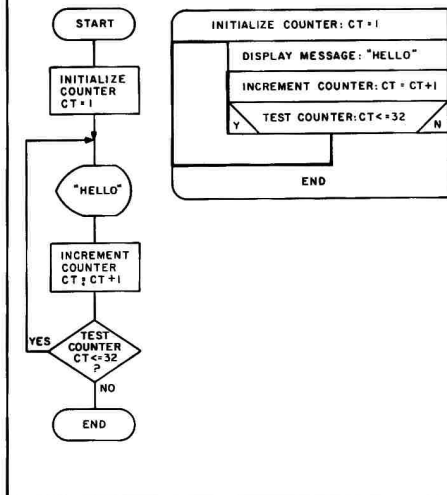 START
INITIALIZE
COUNTER
CT = 1
"HELLO"
INCREMENT
COUNTER
CT = CT+1
TEST
COUNTER
CT<=32
?
YES
NO
END
INITIALIZE COUNTER: CT = 1
DISPLAY MESSAGE: "HELLO"
INCREMENT COUNTER: CT = CT+1
Y TEST COUNTER: CT<=32 N
END